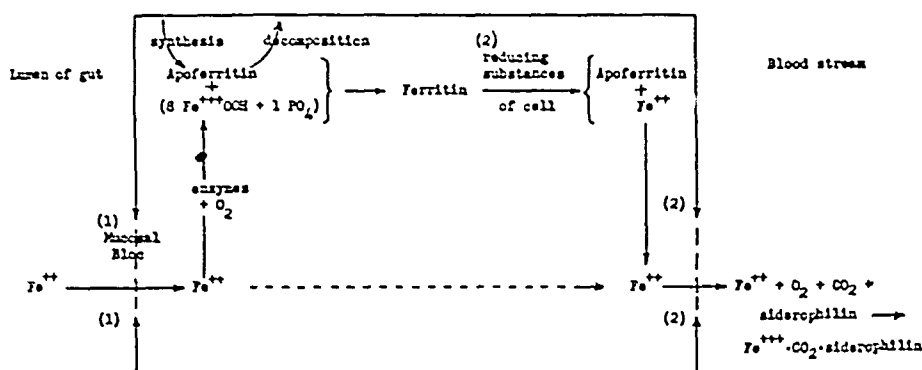 synthesis
decomposition
(2)
reducing
substances
of cell
Lumen of gut
Apoferritin
+
(8 Fe+++OCH + 1 PO4)
Ferritin
Apoferritin
+
Fe++
Blood stream
enzymes
+ O2
(1)
Mucosal
Bloc
(2)
Fe++
Fe++
Fe++
Fe++ + O2 + CO2 +
siderophilin
Fe+++·CO2·siderophilin
(1)
(2)